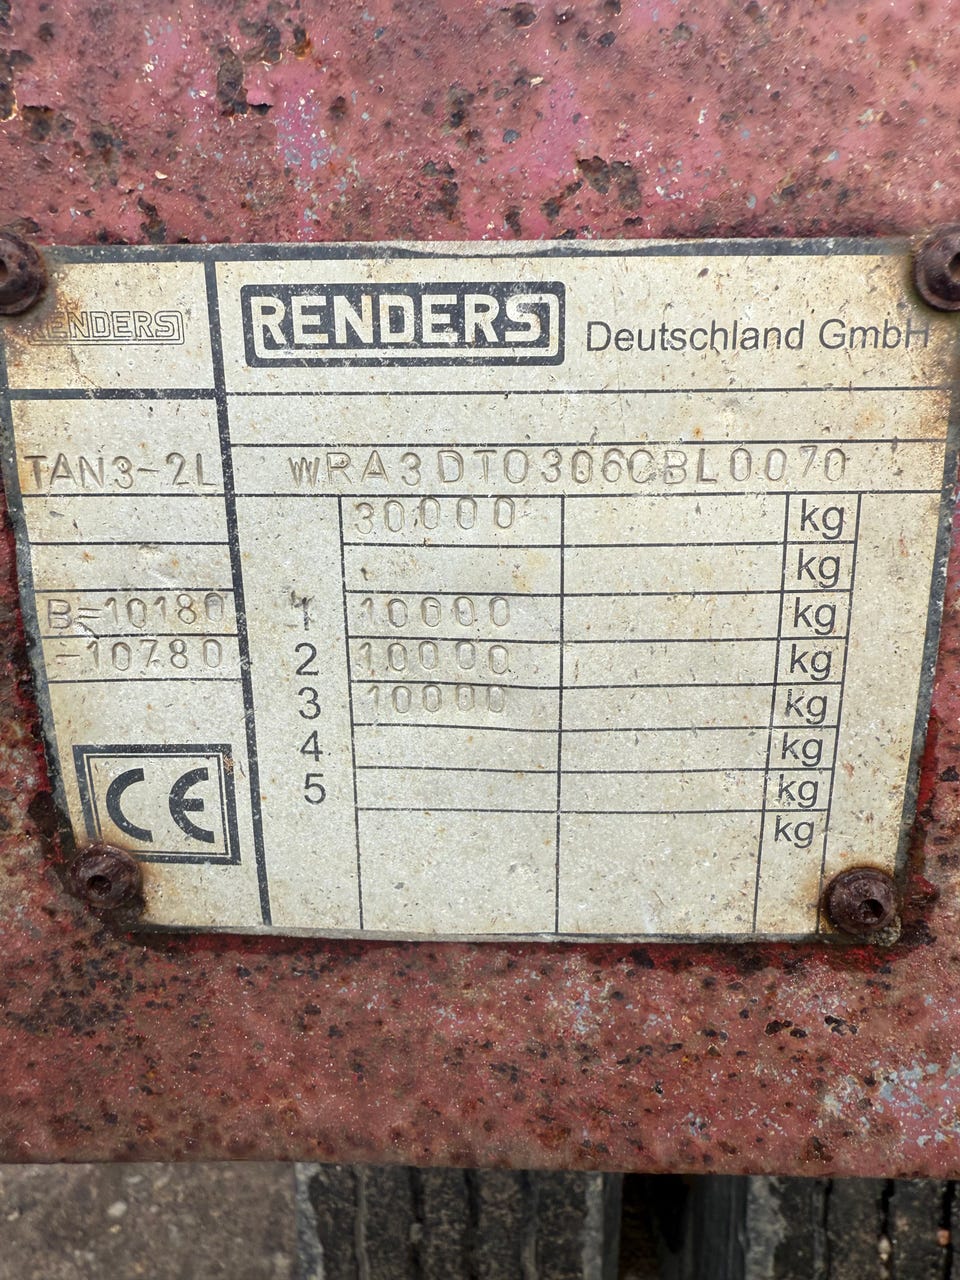 RENDERS
RENDERS Deutschland GmbH
TAN3-2L WRA3DT0306CBL0070
30000 kg
kg
B=10180 1 10000 kg
-10780 2 10000 kg
3 10000 kg
4 kg
5 kg
kg
CE